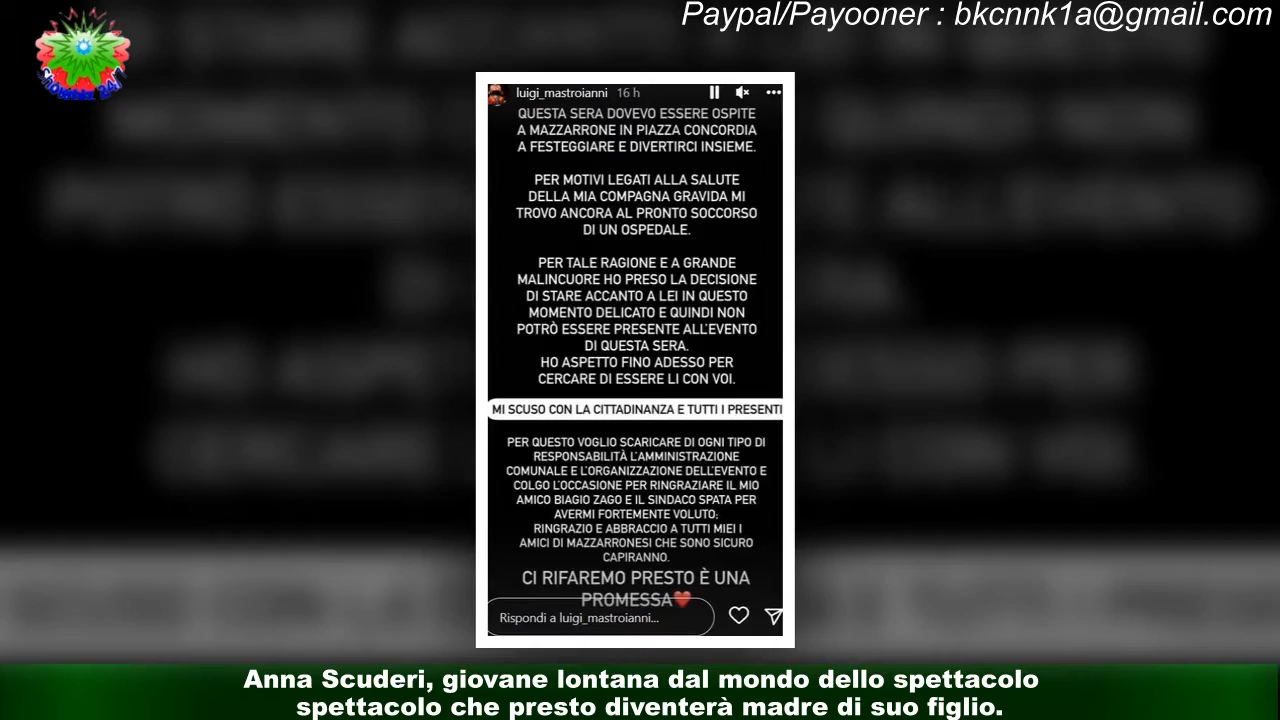 Paypal/Payooner : bkcnnk1a@gmail.com
Showbiz 24/7
luigi_mastroianni 16 h
QUESTA SERA DOVEVO ESSERE OSPITE
A MAZZARRONE IN PIAZZA CONCORDIA
A FESTEGGIARE E DIVERTIRCI INSIEME.
PER MOTIVI LEGATI ALLA SALUTE
DELLA MIA COMPAGNA GRAVIDA MI
TROVO ANCORA AL PRONTO SOCCORSO
DI UN OSPEDALE.
PER TALE RAGIONE E A GRANDE
MALINCUORE HO PRESO LA DECISIONE
DI STARE ACCANTO A LEI IN QUESTO
MOMENTO DELICATO E QUINDI NON
POTRÒ ESSERE PRESENTE ALL'EVENTO
DI QUESTA SERA.
HO ASPETTO FINO ADESSO PER
CERCARE DI ESSERE LI CON VOI.
MI SCUSO CON LA CITTADINANZA E TUTTI I PRESENTI
PER QUESTO VOGLIO SCARICARE DI OGNI TIPO DI
RESPONSABILITÀ L'AMMINISTRAZIONE
COMUNALE E L'ORGANIZZAZIONE DELL'EVENTO E
COLGO L'OCCASIONE PER RINGRAZIARE IL MIO
AMICO BIAGIO ZAGO E IL SINDACO SPATA PER
AVERMI FORTEMENTE VOLUTO;
RINGRAZIO E ABBRACCIO A TUTTI MIEI I
AMICI DI MAZZARRONESI CHE SONO SICURO
CAPIRANNO.
CI RIFAREMO PRESTO È UNA
PROMESSA❤️
Rispondi a luigi_mastroianni...
Anna Scuderi, giovane lontana dal mondo dello spettacolo
spettacolo che presto diventerà madre di suo figlio.